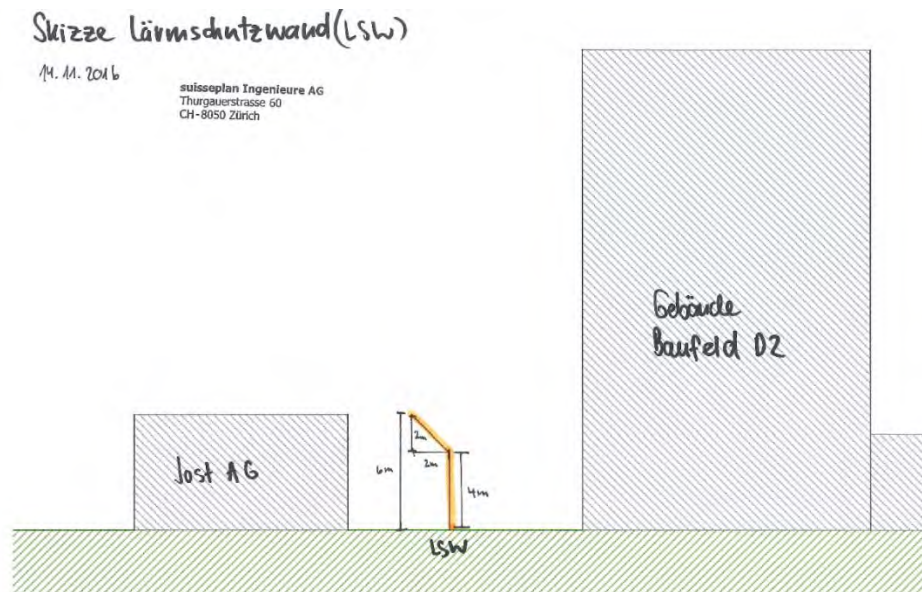 Skizze Lärmschutzwand (LSW)
14.11.2016
suisseplan Ingenieure AG
Thurgauerstrasse 60
CH-8050 Zürich
Gebäude
Baufeld D2
Jost AG
6m
2m
2m
4m
LSW